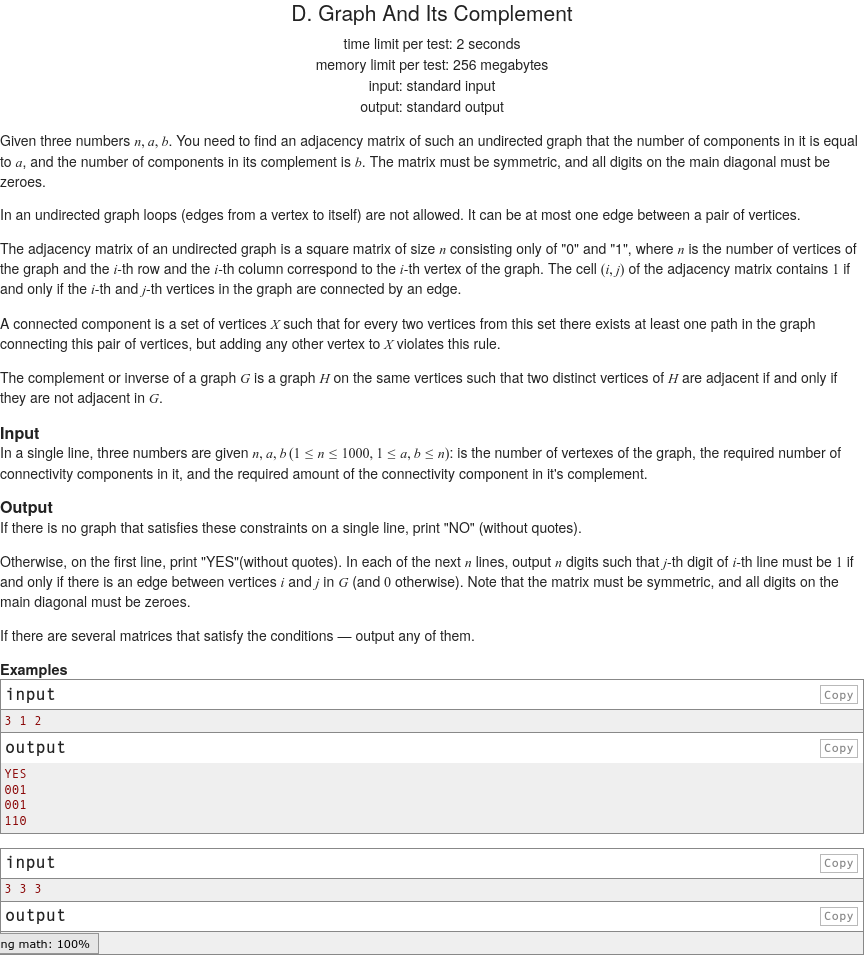 D. Graph And Its Complement
time limit per test: 2 seconds
memory limit per test: 256 megabytes
input: standard input
output: standard output
Given three numbers n, a, b. You need to find an adjacency matrix of such an undirected graph that the number of components in it is equal
to a, and the number of components in its complement is b. The matrix must be symmetric, and all digits on the main diagonal must be
zeroes.
In an undirected graph loops (edges from a vertex to itself) are not allowed. It can be at most one edge between a pair of vertices.
The adjacency matrix of an undirected graph is a square matrix of size n consisting only of "0" and "1", where n is the number of vertices of
the graph and the i-th row and the i-th column correspond to the i-th vertex of the graph. The cell (i, j) of the adjacency matrix contains 1 if
and only if the i-th and j-th vertices in the graph are connected by an edge.
A connected component is a set of vertices X such that for every two vertices from this set there exists at least one path in the graph
connecting this pair of vertices, but adding any other vertex to X violates this rule.
The complement or inverse of a graph G is a graph H on the same vertices such that two distinct vertices of H are adjacent if and only if
they are not adjacent in G.
Input
In a single line, three numbers are given n, a, b (1 ≤ n ≤ 1000, 1 ≤ a, b ≤ n): is the number of vertexes of the graph, the required number of
connectivity components in it, and the required amount of the connectivity component in it's complement.
Output
If there is no graph that satisfies these constraints on a single line, print "NO" (without quotes).
Otherwise, on the first line, print "YES"(without quotes). In each of the next n lines, output n digits such that j-th digit of i-th line must be 1 if
and only if there is an edge between vertices i and j in G (and 0 otherwise). Note that the matrix must be symmetric, and all digits on the
main diagonal must be zeroes.
If there are several matrices that satisfy the conditions — output any of them.
Examples
input Copy
3 1 2
output Copy
YES
001
001
110
input Copy
3 3 3
output Copy
ng math: 100%